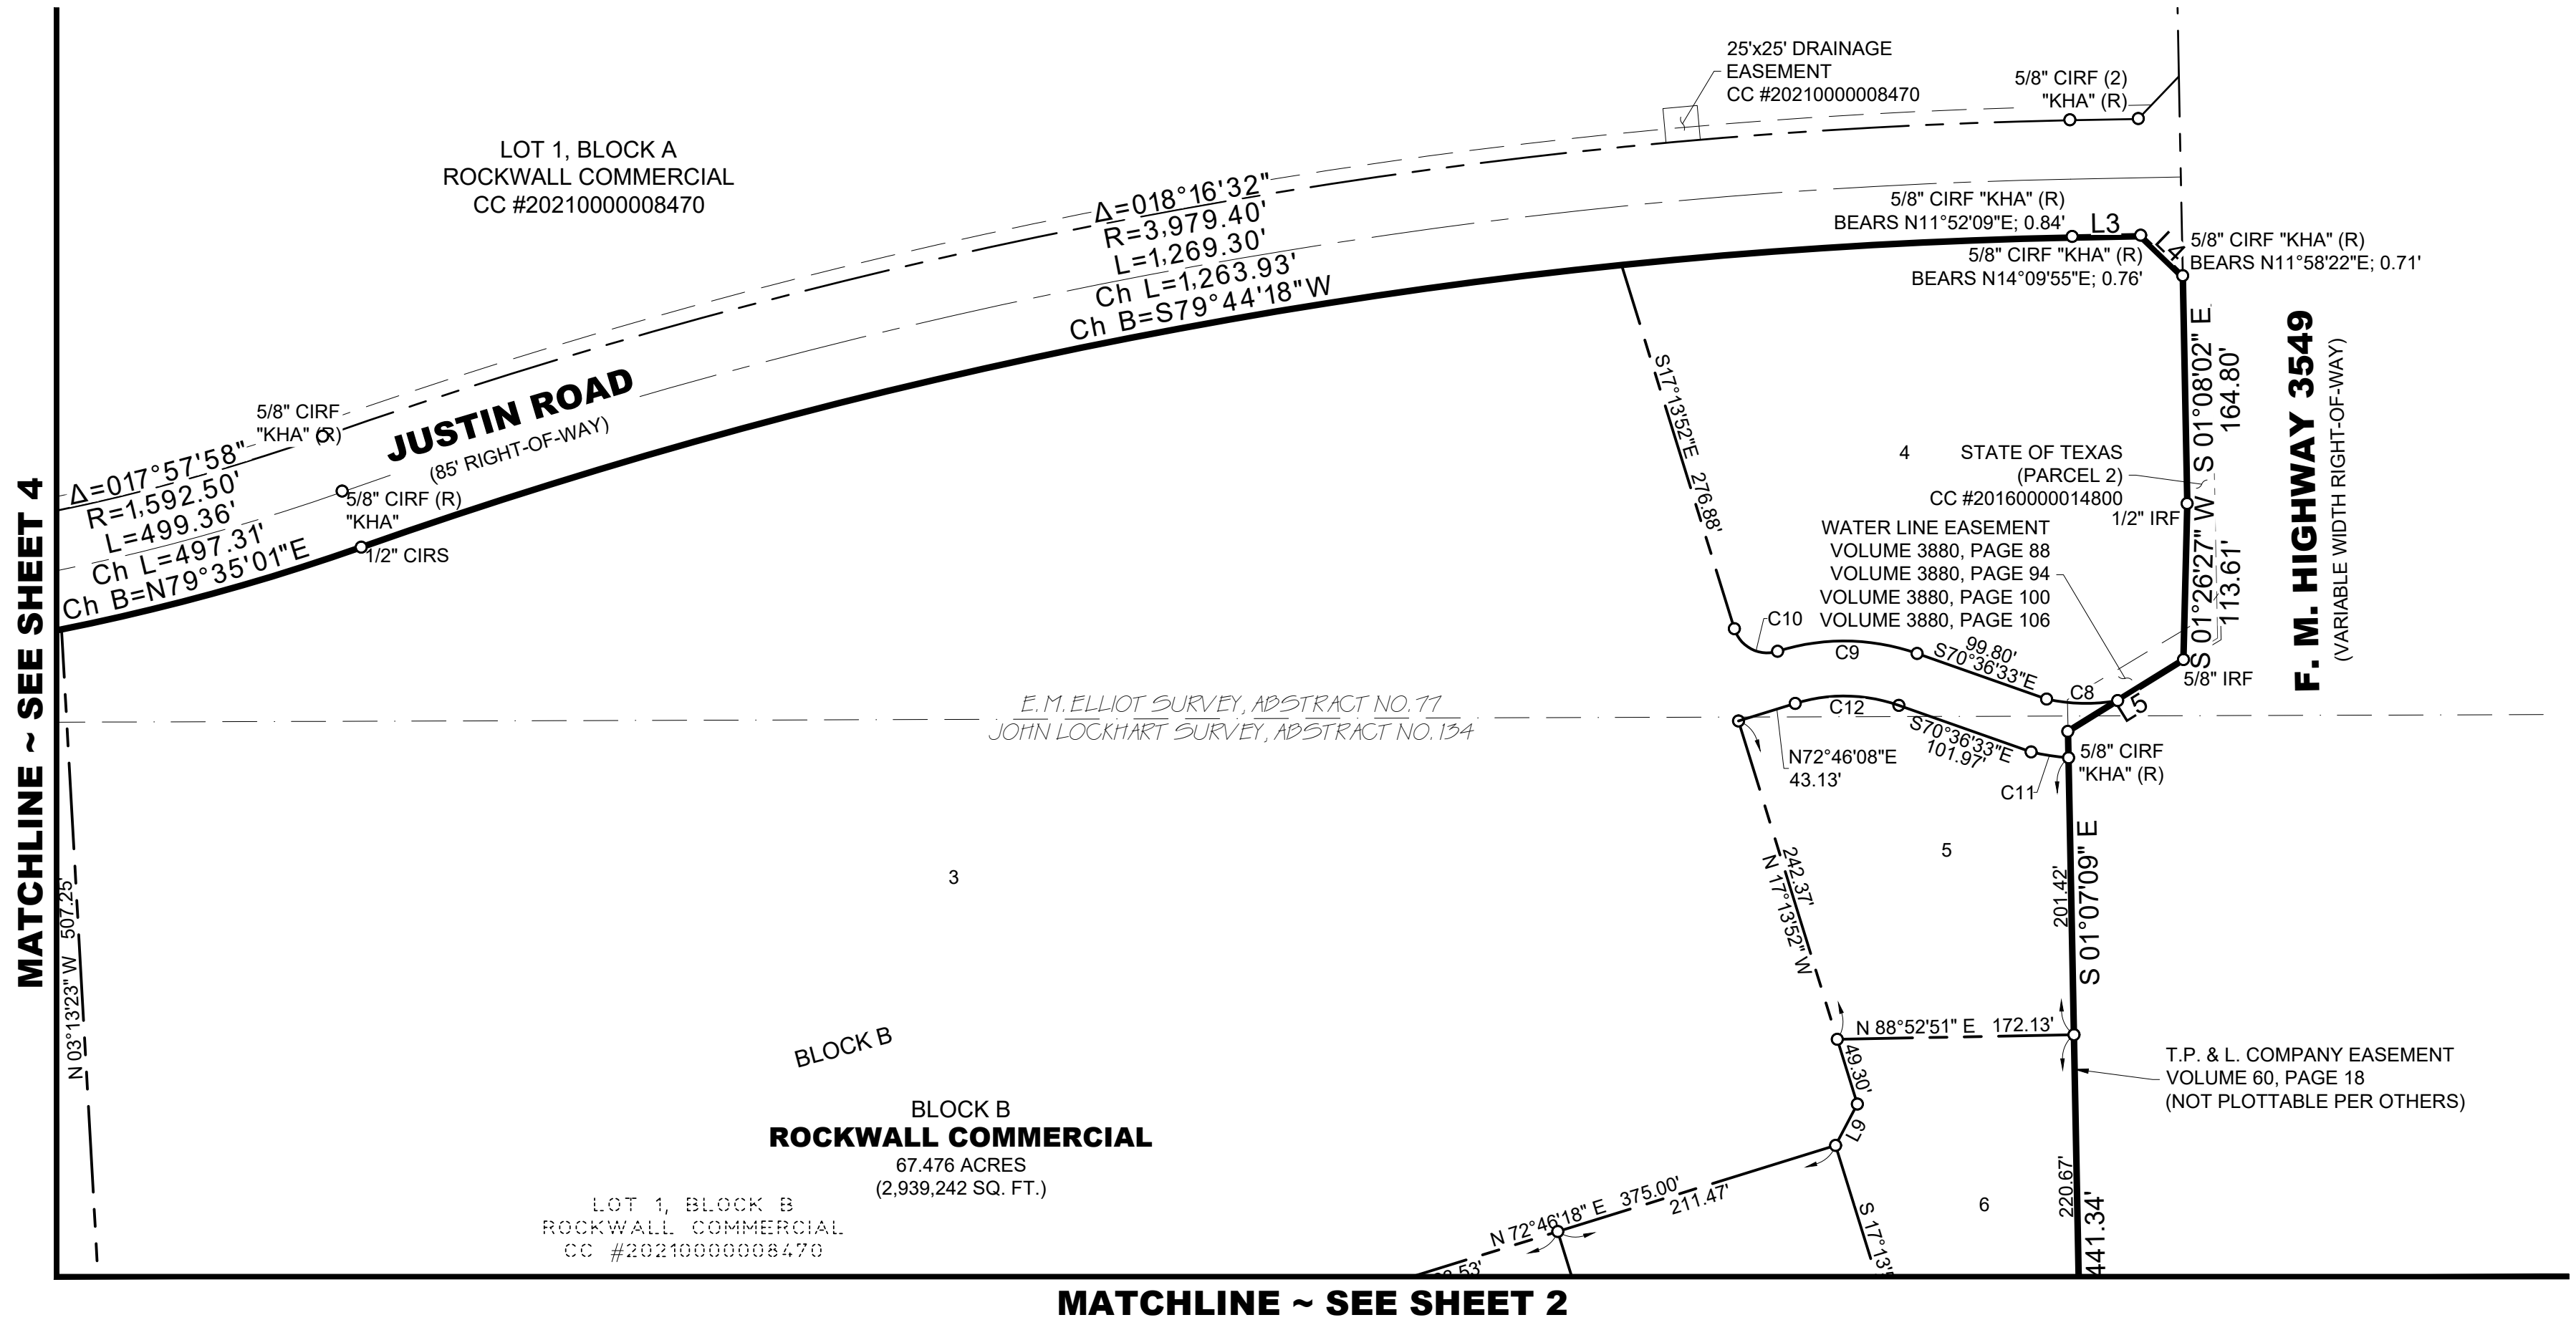 25'x25' DRAINAGE
EASEMENT
CC #20210000008470
5/8" CIRF (2)
"KHA" (R)
LOT 1, BLOCK A
ROCKWALL COMMERCIAL
CC #20210000008470
Δ=018°16'32"
R=3,979.40'
L=1,269.30'
Ch L=1,263.93'
Ch B=S79°44'18"W
5/8" CIRF "KHA" (R)
BEARS N11°52'09"E; 0.84'
L3
L4
5/8" CIRF "KHA" (R)
BEARS N11°58'22"E; 0.71'
5/8" CIRF "KHA" (R)
BEARS N14°09'55"E; 0.76'
5/8" CIRF
"KHA" (R)
JUSTIN ROAD
(85' RIGHT-OF-WAY)
Δ=017°57'58"
R=1,592.50'
L=499.36'
Ch L=497.31'
Ch B=N79°35'01"E
5/8" CIRF (R)
"KHA"
1/2" CIRS
S17°13'52"E 276.88'
4
STATE OF TEXAS
(PARCEL 2)
CC #20160000014800
1/2" IRF
S 01°08'02" E
164.80'
S 01°26'27" W
113.61'
F. M. HIGHWAY 3549
(VARIABLE WIDTH RIGHT-OF-WAY)
WATER LINE EASEMENT
VOLUME 3880, PAGE 88
VOLUME 3880, PAGE 94
VOLUME 3880, PAGE 100
VOLUME 3880, PAGE 106
C10
C9
99.80'
S70°36'33"E
C8
L5
5/8" IRF
E. M. ELLIOT SURVEY, ABSTRACT NO. 77
JOHN LOCKHART SURVEY, ABSTRACT NO. 134
C12
S70°36'33"E
101.97'
N72°46'08"E
43.13'
C11
5/8" CIRF
"KHA" (R)
MATCHLINE ~ SEE SHEET 4
N 03°13'23" W 507.25'
3
242.37'
N 17°13'52" W
5
201.42'
S 01°07'09" E
N 88°52'51" E 172.13'
49.30'
L9
T.P. & L. COMPANY EASEMENT
VOLUME 60, PAGE 18
(NOT PLOTTABLE PER OTHERS)
BLOCK B
BLOCK B
ROCKWALL COMMERCIAL
67.476 ACRES
(2,939,242 SQ. FT.)
LOT 1, BLOCK B
ROCKWALL COMMERCIAL
CC #20210000008470
N 72°46'18" E 375.00'
211.47'
S 17°13'
6
220.67'
441.34'
MATCHLINE ~ SEE SHEET 2